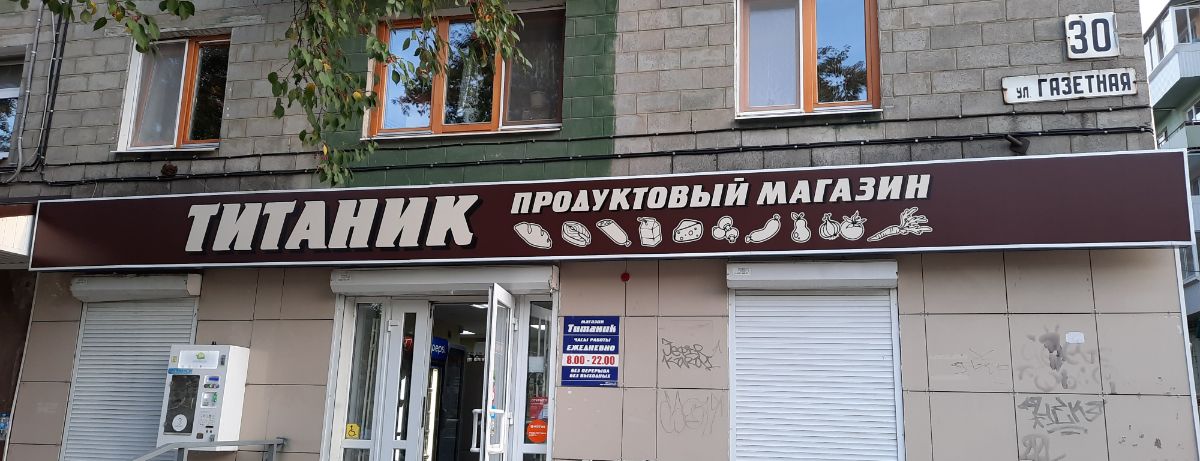 30
ул. ГАЗЕТНАЯ
ТИТАНИК
ПРОДУКТОВЫЙ МАГАЗИН
МАГАЗИН
Титаник
ЧАСЫ РАБОТЫ
ЕЖЕДНЕВНО
8.00 - 22.00
БЕЗ ПЕРЕРЫВА
БЕЗ ВЫХОДНЫХ
pepsi